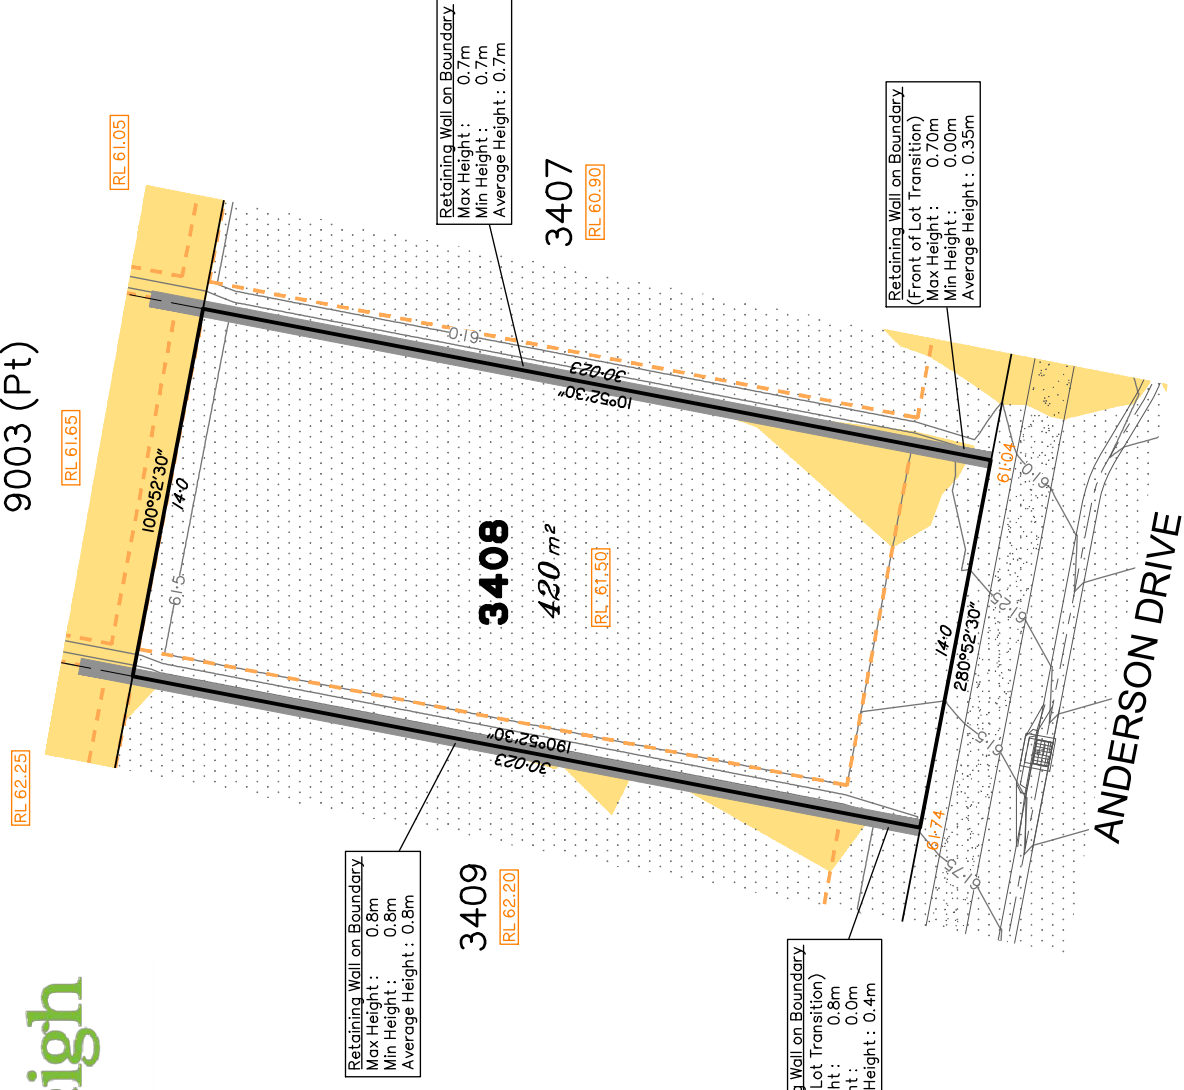 9003 (Pt)
RL 61.05
RL 61.65
RL 62.25
Retaining Wall on Boundary
Max Height : 0.7m
Min Height : 0.7m
Average Height : 0.7m
3407
RL 60.90
Retaining Wall on Boundary
(Front of Lot Transition)
Max Height : 0.70m
Min Height : 0.00m
Average Height : 0.35m
100°52'30"
14·0
61·5
61·0
30·023
10°52'30"
3408
420 m²
RL 61.50
190°52'30"
30·023
14·0
280°52'30"
61·04
61·0
61·25
61·5
61·74
61·75
ANDERSON DRIVE
Retaining Wall on Boundary
Max Height : 0.8m
Min Height : 0.8m
Average Height : 0.8m
3409
RL 62.20
Wall on Boundary
Lot Transition)
0.8m
0.0m
Height : 0.4m